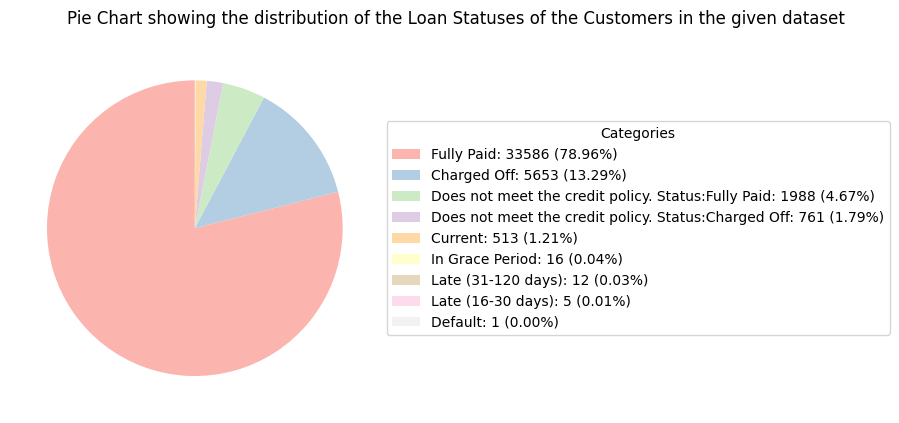 Pie Chart showing the distribution of the Loan Statuses of the Customers in the given dataset
Categories
Fully Paid: 33586 (78.96%)
Charged Off: 5653 (13.29%)
Does not meet the credit policy. Status:Fully Paid: 1988 (4.67%)
Does not meet the credit policy. Status:Charged Off: 761 (1.79%)
Current: 513 (1.21%)
In Grace Period: 16 (0.04%)
Late (31-120 days): 12 (0.03%)
Late (16-30 days): 5 (0.01%)
Default: 1 (0.00%)